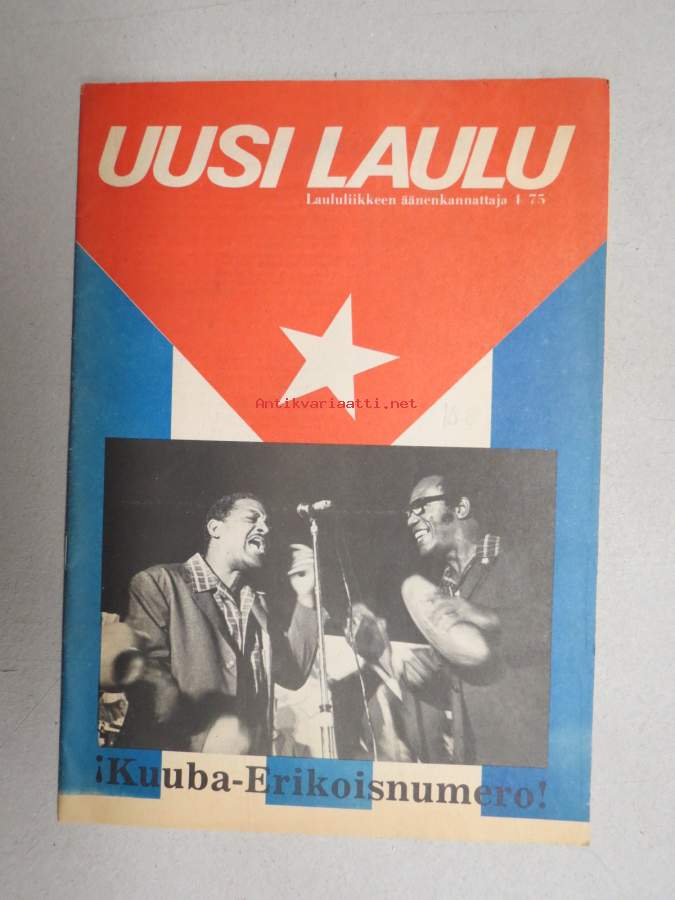 UUSI LAULU
Laululiikkeen äänenkannattaja 4 75
Antikvariaatti.net
¡Kuuba-Erikoisnumero!